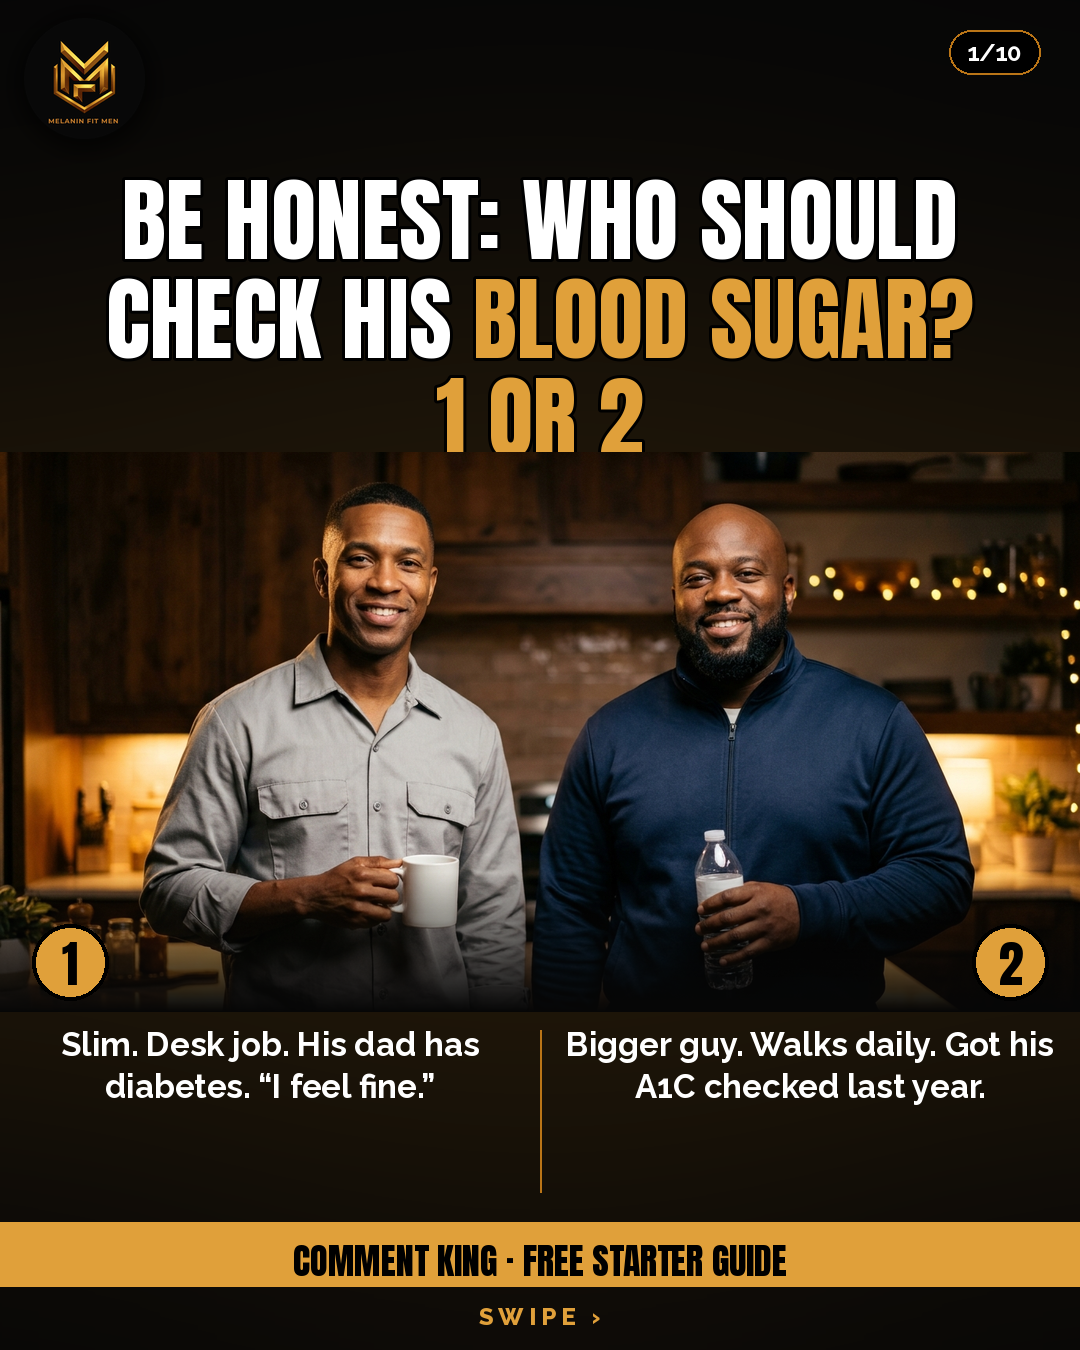 MELANIN FIT MEN
1/10
BE HONEST: WHO SHOULD
CHECK HIS BLOOD SUGAR?
1 OR 2
1
2
Slim. Desk job. His dad has
diabetes. “I feel fine.”
Bigger guy. Walks daily. Got his
A1C checked last year.
COMMENT KING · FREE STARTER GUIDE
SWIPE ›